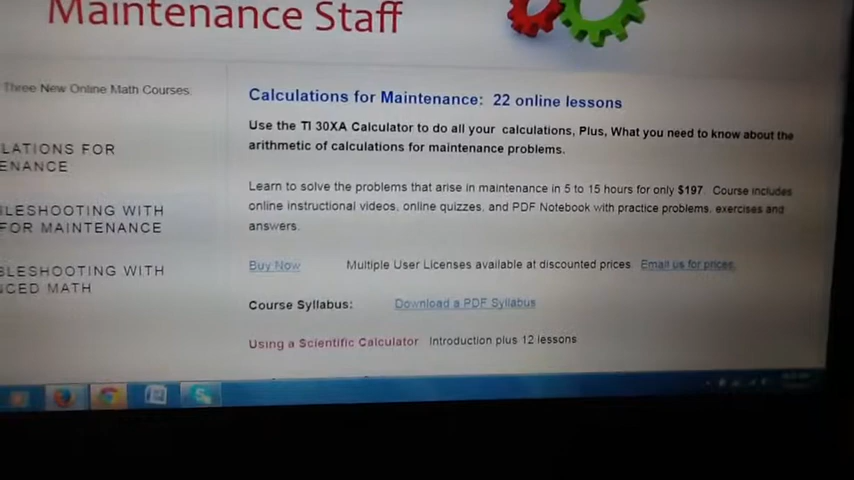 Maintenance Staff
Three New Online Math Courses.
LATIONS FOR
ENANCE
LESHOOTING WITH
FOR MAINTENANCE
LESHOOTING WITH
CED MATH
Calculations for Maintenance: 22 online lessons
Use the TI 30XA Calculator to do all your calculations, Plus, What you need to know about the
arithmetic of calculations for maintenance problems.
Learn to solve the problems that arise in maintenance in 5 to 15 hours for only $197. Course includes
online instructional videos, online quizzes, and PDF Notebook with practice problems, exercises and
answers.
Buy Now Multiple User Licenses available at discounted prices. Email us for prices.
Course Syllabus: Download a PDF Syllabus
Using a Scientific Calculator Introduction plus 12 lessons